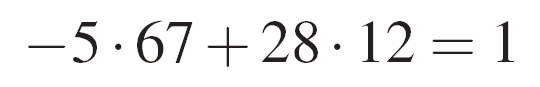 −5 · 67 + 28 · 12 = 1